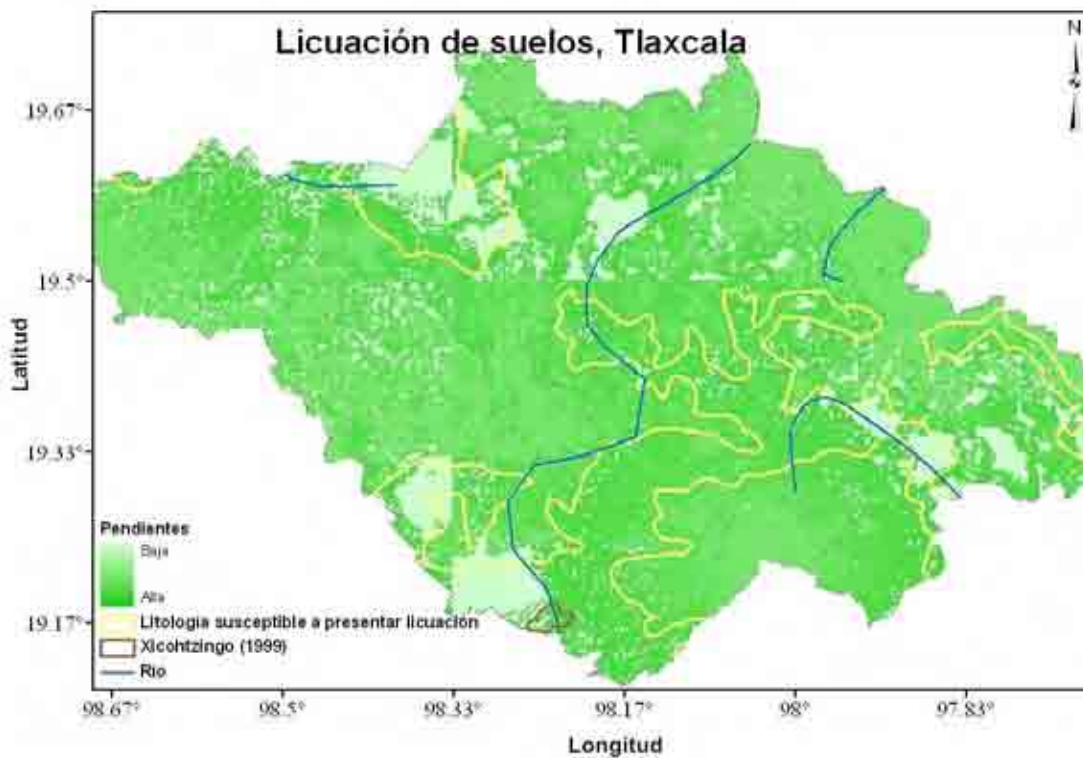 Licuación de suelos, Tlaxcala
N
19.67°
19.5°
19.33°
19.17°
Latitud
Pendientes
Baja
Alta
Litología susceptible a presentar licuación
Xicohtzingo (1999)
Río
98.67°
98.5°
98.33°
98.17°
98°
97.83°
Longitud